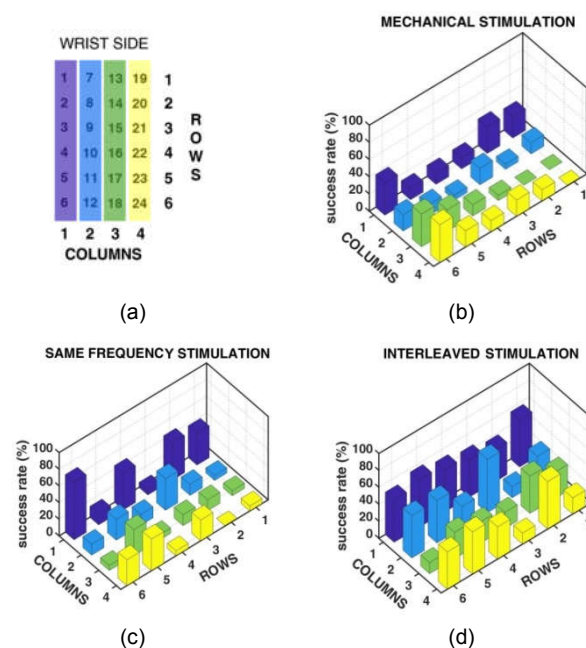 WRIST SIDE
1 7 13 19 1
2 8 14 20 2
3 9 15 21 3
4 10 16 22 4
5 11 17 23 5
6 12 18 24 6
ROWS
1 2 3 4
COLUMNS
(a)
MECHANICAL STIMULATION
success rate (%)
100
80
60
40
20
0
1
2
3
4
COLUMNS
6
5
4
3
2
1
ROWS
(b)
SAME FREQUENCY STIMULATION
success rate (%)
100
80
60
40
20
0
1
2
3
4
COLUMNS
6
5
4
3
2
1
ROWS
(c)
INTERLEAVED STIMULATION
success rate (%)
100
80
60
40
20
0
1
2
3
4
COLUMNS
6
5
4
3
2
ROWS
(d)